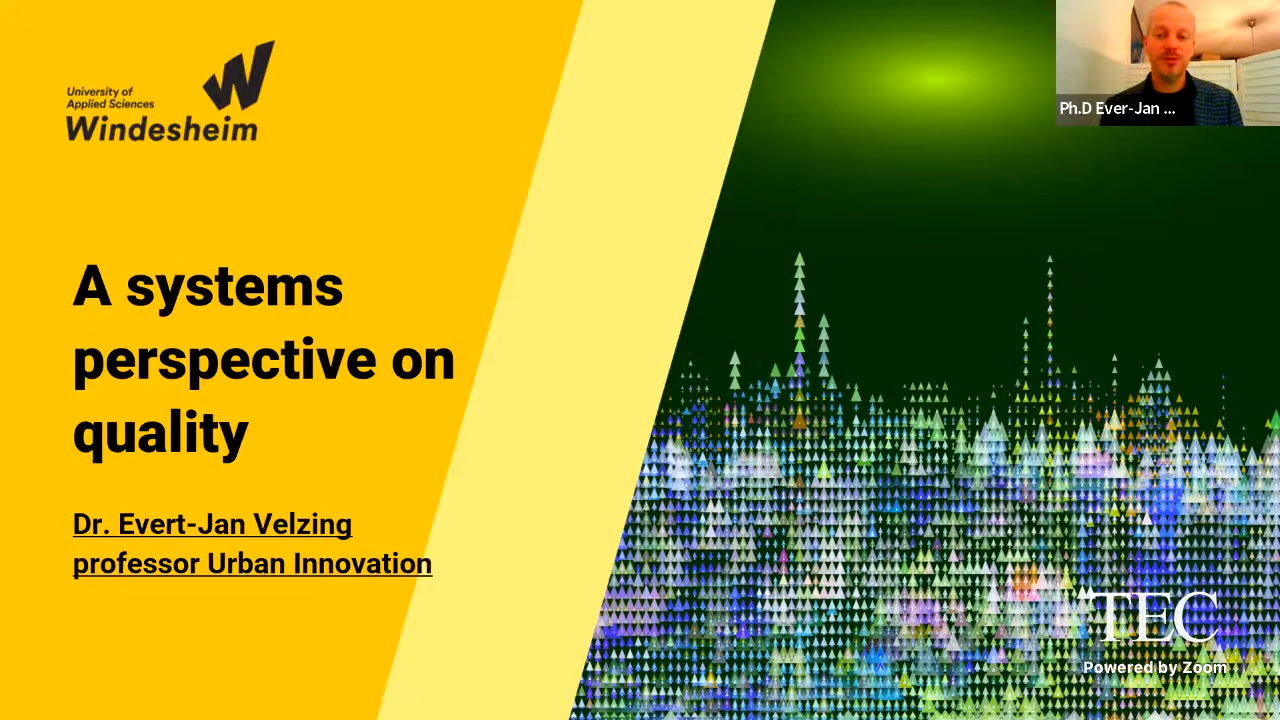 University of
Applied Sciences
Windesheim
Ph.D Ever-Jan ...
A systems
perspective on
quality
Dr. Evert-Jan Velzing
professor Urban Innovation
TEC
Powered by Zoom